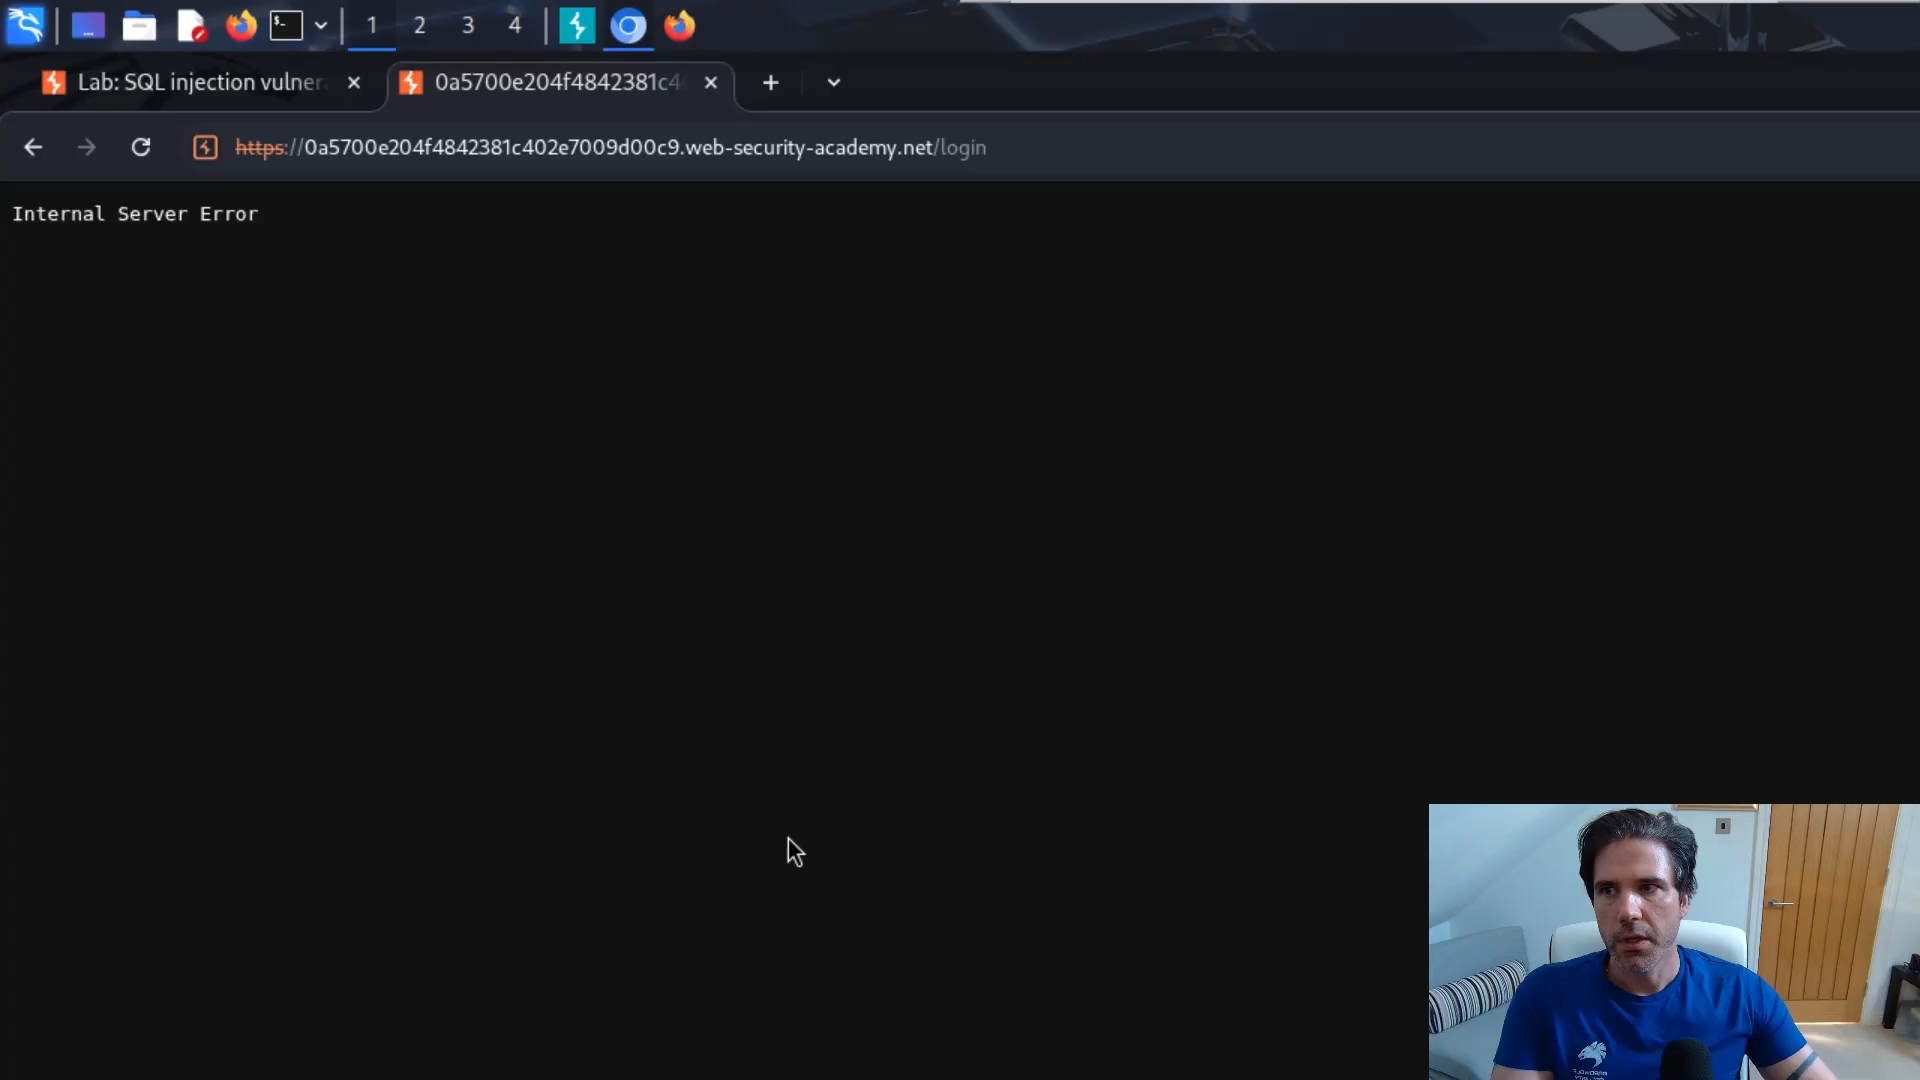 1 2 3 4
Lab: SQL injection vulner
0a5700e204f4842381c4
https://0a5700e204f4842381c402e7009d00c9.web-security-academy.net/login
Internal Server Error